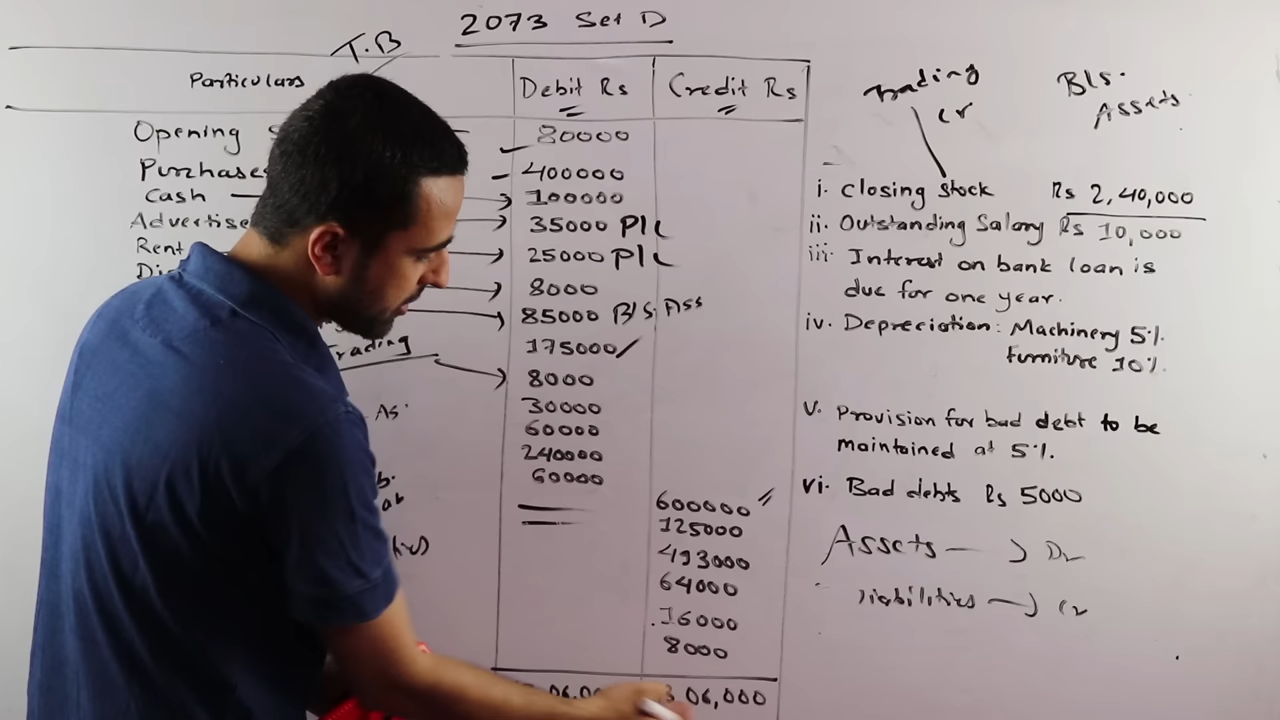 2073 Set D
T.B
Particulars Debit Rs Credit Rs
Opening 80000
Purchases 400000
Cash 100000
Advertise 35000 P/L
Rent 25000 P/L
Di 8000
85000 B/S. Ass
Trading 175000
8000
As. 30000
60000
240000
60000
600000
125000
493000
64000
16000
8000
06,000
Trading
Cr
B/S.
Assets
i. Closing stock Rs 2,40,000
ii. Outstanding Salary Rs 10,000
iii. Interest on bank loan is
due for one year.
iv. Depreciation: Machinery 5%.
furniture 10%
v. Provision for bad debt to be
maintained at 5%.
vi. Bad debts Rs 5000
Assets → Dr
liabilities → Cr